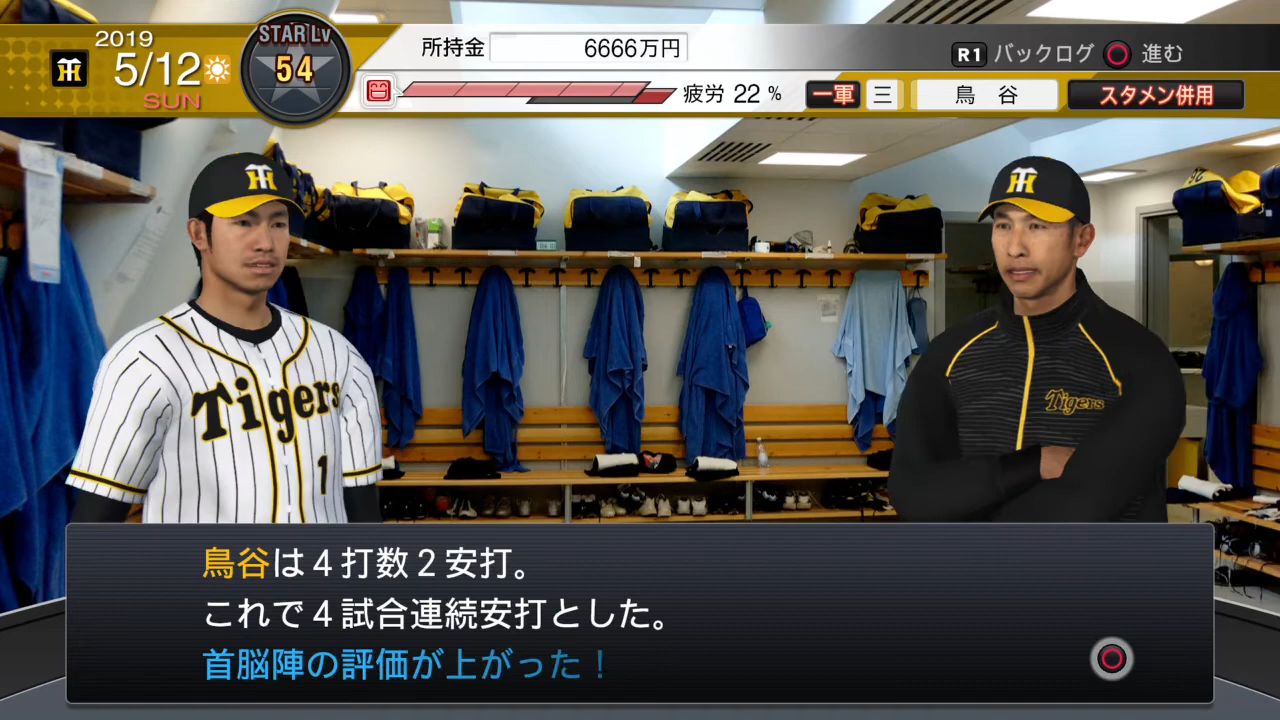 2019
5/12
SUN
STAR Lv
54
所持金 6666万円
R1 バックログ 進む
疲労 22 %
一軍 三 鳥 谷 スタメン併用
Tigers
1
Tigers
鳥谷は4打数2安打。
これで4試合連続安打とした。
首脳陣の評価が上がった！